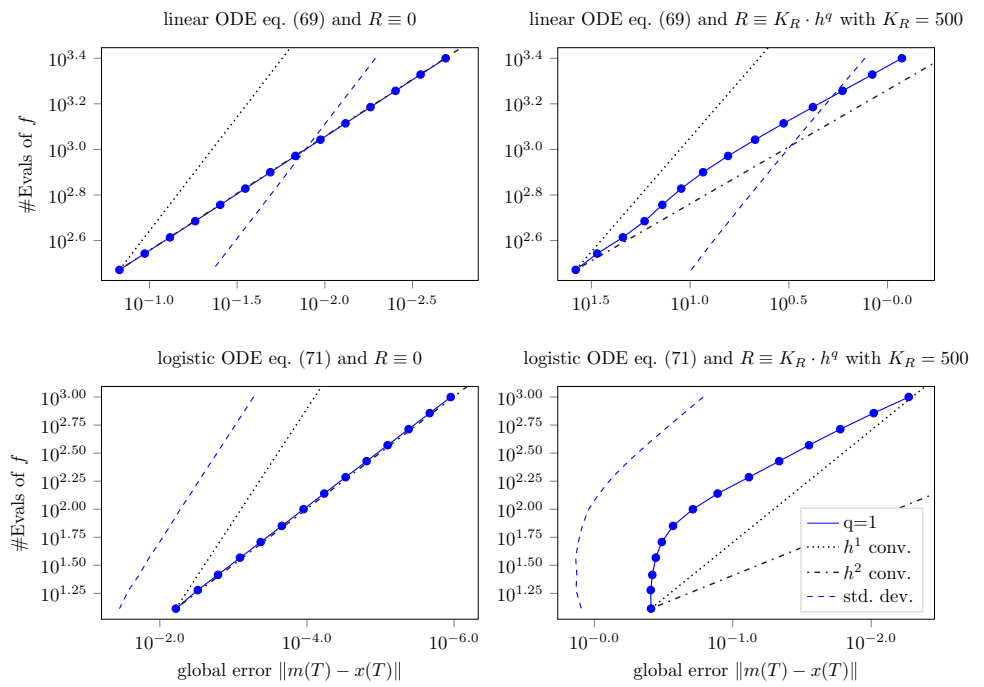 linear ODE eq. (69) and R ≡ 0
10^3.4
10^3.2
10^3.0
10^2.8
10^2.6
#Evals of f
10^−1.0 10^−1.5 10^−2.0 10^−2.5
linear ODE eq. (69) and R ≡ K_R · h^q with K_R = 500
10^3.4
10^3.2
10^3.0
10^2.8
10^2.6
10^1.5 10^1.0 10^0.5 10^−0.0
logistic ODE eq. (71) and R ≡ 0
10^3.00
10^2.75
10^2.50
10^2.25
10^2.00
10^1.75
10^1.50
10^1.25
#Evals of f
10^−2.0 10^−4.0 10^−6.0
global error ‖m(T) − x(T)‖
logistic ODE eq. (71) and R ≡ K_R · h^q with K_R = 500
10^3.00
10^2.75
10^2.50
10^2.25
10^2.00
10^1.75
10^1.50
10^1.25
q=1
h^1 conv.
h^2 conv.
std. dev.
10^−0.0 10^−1.0 10^−2.0
global error ‖m(T) − x(T)‖